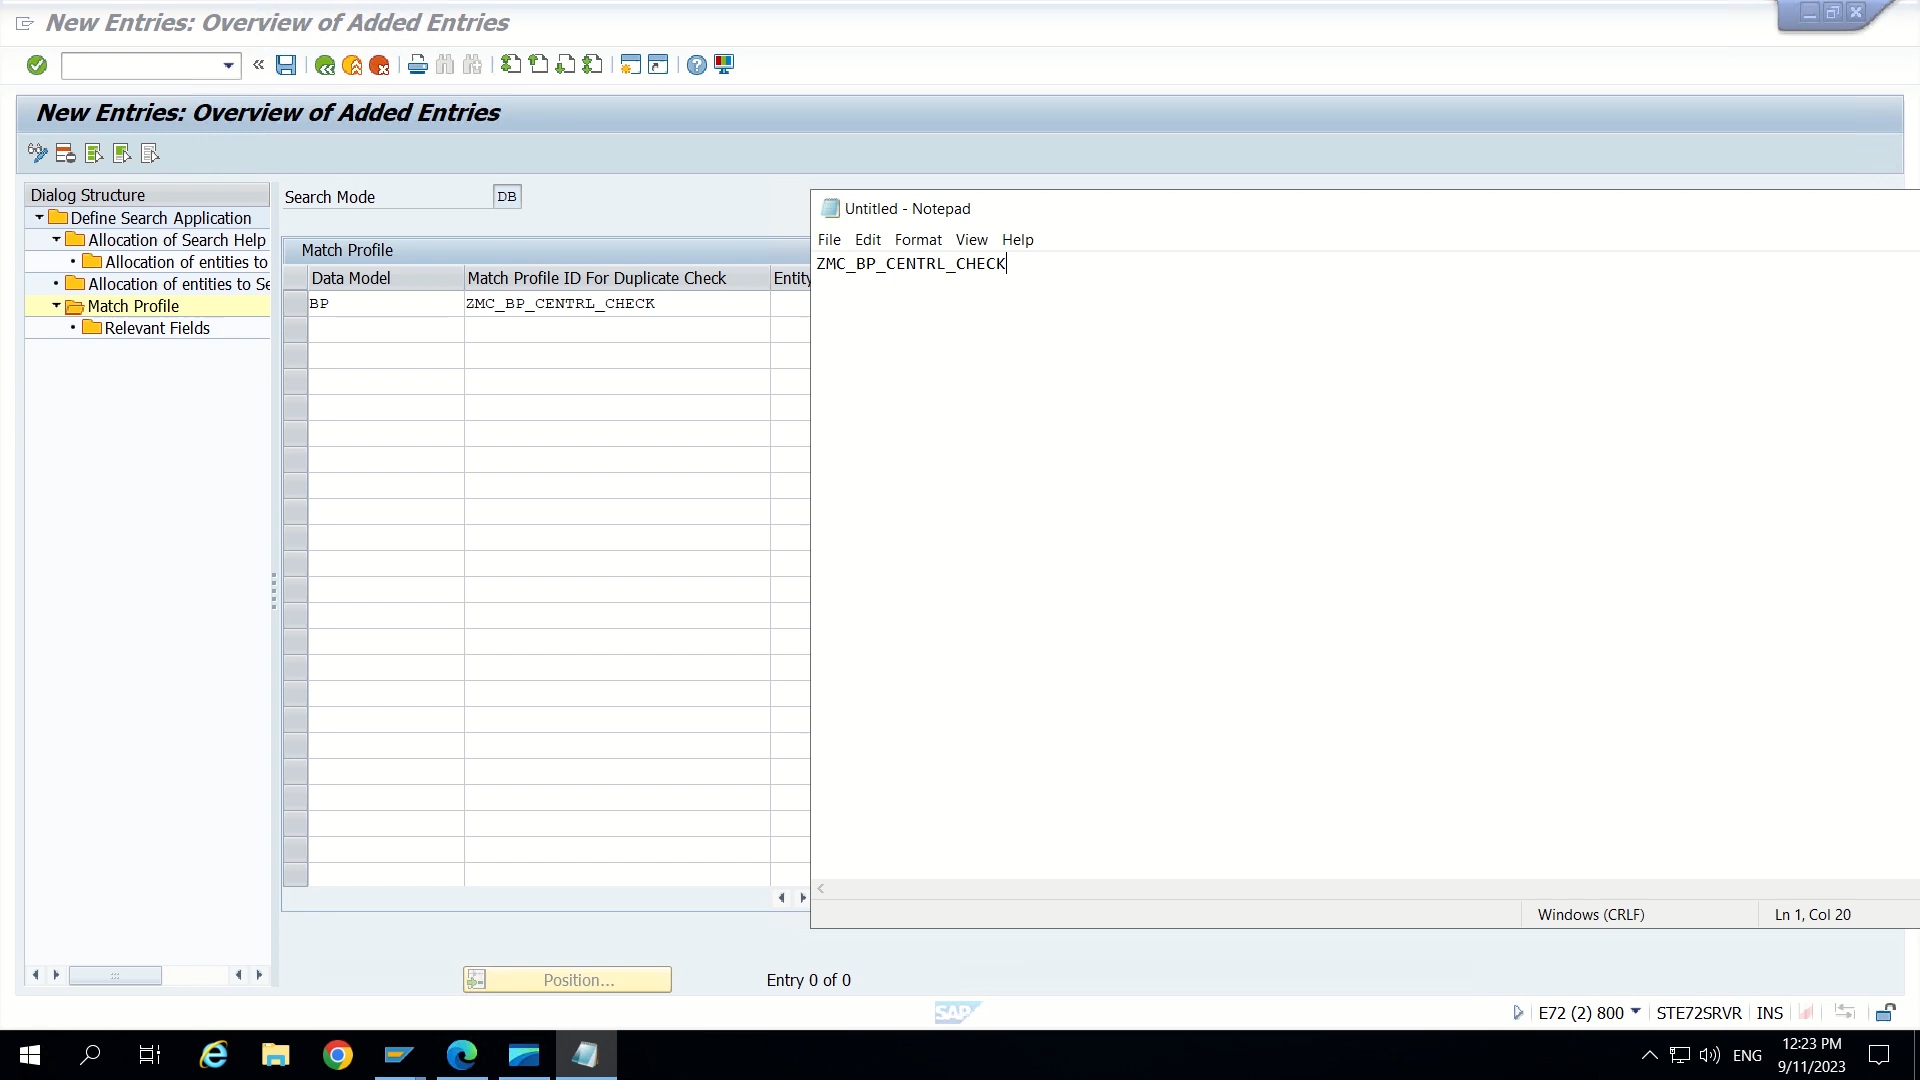 New Entries: Overview of Added Entries
New Entries: Overview of Added Entries
Dialog Structure
Define Search Application
Allocation of Search Help
Allocation of entities to
Allocation of entities to Se
Match Profile
Relevant Fields
Search Mode DB
Match Profile
Data Model Match Profile ID For Duplicate Check Entity
BP ZMC_BP_CENTRL_CHECK
Untitled - Notepad
File Edit Format View Help
ZMC_BP_CENTRL_CHECK
Windows (CRLF) Ln 1, Col 20
Position... Entry 0 of 0
SAP
E72 (2) 800 STE72SRVR INS
ENG
12:23 PM
9/11/2023